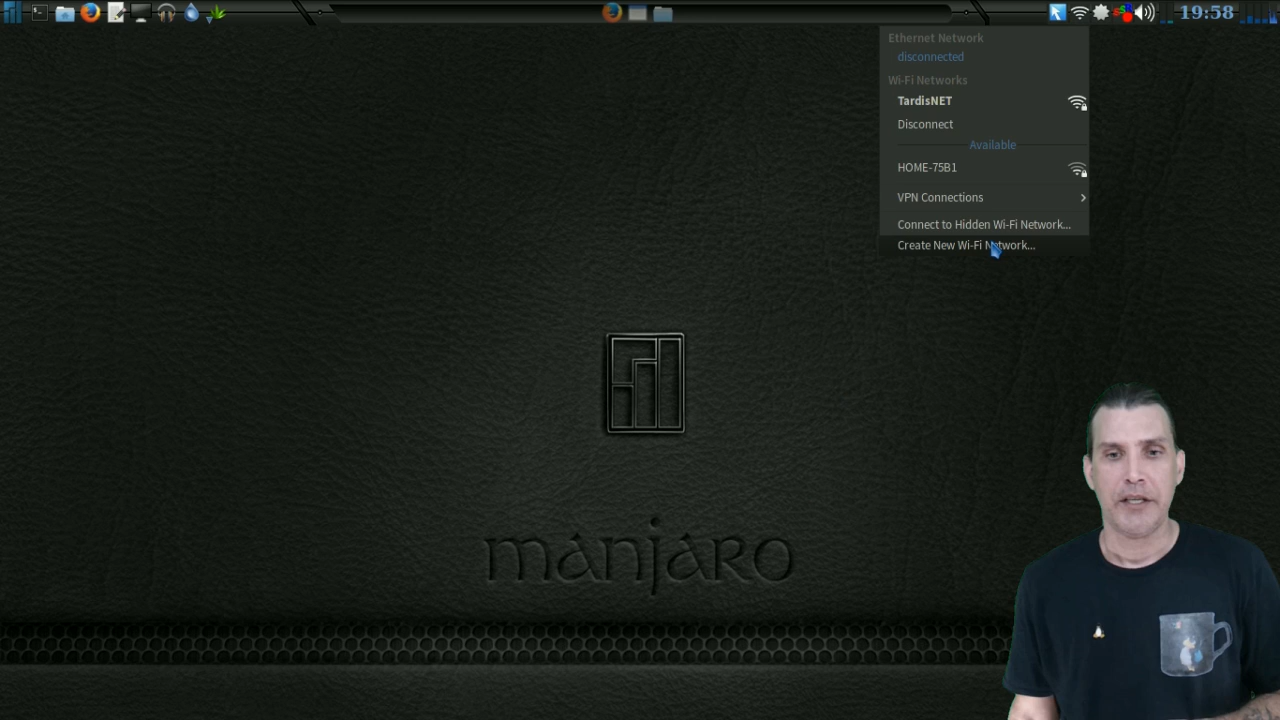 19:58
Ethernet Network
disconnected
Wi-Fi Networks
TardisNET
Disconnect
Available
HOME-75B1
VPN Connections
Connect to Hidden Wi-Fi Network...
Create New Wi-Fi Network...
manjaro